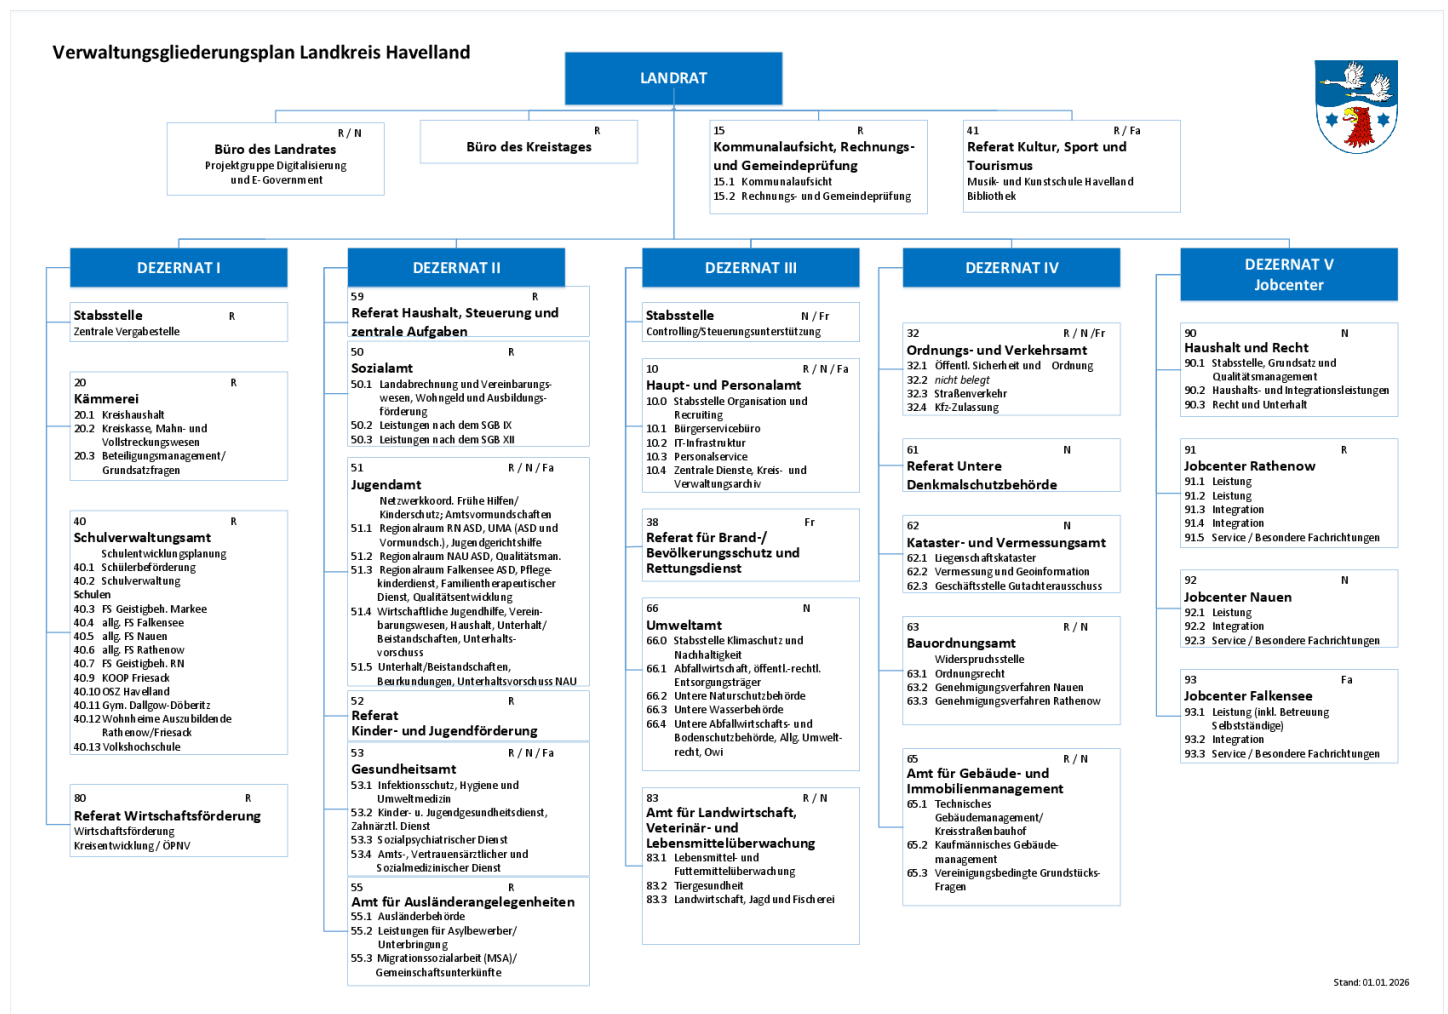 Verwaltungsgliederungsplan Landkreis Havelland
LANDRAT
R / N
Büro des Landrates
Projektgruppe Digitalisierung
und E-Government
R
Büro des Kreistages
15 R
Kommunalaufsicht, Rechnungs-
und Gemeindeprüfung
15.1 Kommunalaufsicht
15.2 Rechnungs- und Gemeindeprüfung
41 R / Fa
Referat Kultur, Sport und
Tourismus
Musik- und Kunstschule Havelland
Bibliothek
DEZERNAT I
Stabsstelle R
Zentrale Vergabestelle
20 R
Kämmerei
20.1 Kreishaushalt
20.2 Kreiskasse, Mahn- und
Vollstreckungswesen
20.3 Beteiligungsmanagement/
Grundsatzfragen
40 R
Schulverwaltungsamt
Schulentwicklungsplanung
40.1 Schülerbeförderung
40.2 Schulverwaltung
Schulen
40.3 FS Geistigbeh. Markee
40.4 allg. FS Falkensee
40.5 allg. FS Nauen
40.6 allg. FS Rathenow
40.7 FS Geistigbeh. RN
40.9 KOOP Friesack
40.10 OSZ Havelland
40.11 Gym. Dallgow-Döberitz
40.12 Wohnheime Auszubildende
Rathenow/Friesack
40.13 Volkshochschule
80 R
Referat Wirtschaftsförderung
Wirtschaftsförderung
Kreisentwicklung / ÖPNV
DEZERNAT II
59 R
Referat Haushalt, Steuerung und
zentrale Aufgaben
50 R
Sozialamt
50.1 Landabrechnung und Vereinbarungs-
wesen, Wohngeld und Ausbildungs-
förderung
50.2 Leistungen nach dem SGB IX
50.3 Leistungen nach dem SGB XII
51 R / N / Fa
Jugendamt
Netzwerkkoord. Frühe Hilfen/
Kinderschutz; Amtsvormundschaften
51.1 Regionalraum RN ASD, UMA (ASD und
Vormundsch.), Jugendgerichtshilfe
51.2 Regionalraum NAU ASD, Qualitätsman.
51.3 Regionalraum Falkensee ASD, Pflege-
kinderdienst, Familientherapeutischer
Dienst, Qualitätsentwicklung
51.4 Wirtschaftliche Jugendhilfe, Verein-
barungswesen, Haushalt, Unterhalt/
Beistandschaften, Unterhalts-
vorschuss
51.5 Unterhalt/Beistandschaften,
Beurkundungen, Unterhaltsvorschuss NAU
52 R
Referat
Kinder- und Jugendförderung
53 R / N / Fa
Gesundheitsamt
53.1 Infektionsschutz, Hygiene und
Umweltmedizin
53.2 Kinder- u. Jugendgesundheitsdienst,
Zahnärztl. Dienst
53.3 Sozialpsychiatrischer Dienst
53.4 Amts-, Vertrauensärztlicher und
Sozialmedizinischer Dienst
55 R
Amt für Ausländerangelegenheiten
55.1 Ausländerbehörde
55.2 Leistungen für Asylbewerber/
Unterbringung
55.3 Migrationssozialarbeit (MSA)/
Gemeinschaftsunterkünfte
DEZERNAT III
Stabsstelle N / Fr
Controlling/Steuerungsunterstützung
10 R / N / Fa
Haupt- und Personalamt
10.0 Stabsstelle Organisation und
Recruiting
10.1 Bürgerservicebüro
10.2 IT-Infrastruktur
10.3 Personalservice
10.4 Zentrale Dienste, Kreis- und
Verwaltungsarchiv
38 Fr
Referat für Brand-/
Bevölkerungsschutz und
Rettungsdienst
66 N
Umweltamt
66.0 Stabsstelle Klimaschutz und
Nachhaltigkeit
66.1 Abfallwirtschaft, öffentl.-rechtl.
Entsorgungsträger
66.2 Untere Naturschutzbehörde
66.3 Untere Wasserbehörde
66.4 Untere Abfallwirtschafts- und
Bodenschutzbehörde, Allg. Umwelt-
recht, Owi
83 R / N
Amt für Landwirtschaft,
Veterinär- und
Lebensmittelüberwachung
83.1 Lebensmittel- und
Futtermittelüberwachung
83.2 Tiergesundheit
83.3 Landwirtschaft, Jagd und Fischerei
DEZERNAT IV
32 R / N /Fr
Ordnungs- und Verkehrsamt
32.1 Öffentl. Sicherheit und Ordnung
32.2 nicht belegt
32.3 Straßenverkehr
32.4 Kfz-Zulassung
61 N
Referat Untere
Denkmalschutzbehörde
62 N
Kataster- und Vermessungsamt
62.1 Liegenschaftskataster
62.2 Vermessung und Geoinformation
62.3 Geschäftsstelle Gutachterausschuss
63 R / N
Bauordnungsamt
Widerspruchsstelle
63.1 Ordnungsrecht
63.2 Genehmigungsverfahren Nauen
63.3 Genehmigungsverfahren Rathenow
65 R / N
Amt für Gebäude- und
Immobilienmanagement
65.1 Technisches
Gebäudemanagement/
Kreisstraßenbauhof
65.2 Kaufmännisches Gebäude-
management
65.3 Vereinigungsbedingte Grundstücks-
Fragen
DEZERNAT V
Jobcenter
90 N
Haushalt und Recht
90.1 Stabsstelle, Grundsatz und
Qualitätsmanagement
90.2 Haushalts- und Integrationsleistungen
90.3 Recht und Unterhalt
91 R
Jobcenter Rathenow
91.1 Leistung
91.2 Leistung
91.3 Integration
91.4 Integration
91.5 Service / Besondere Fachrichtungen
92 N
Jobcenter Nauen
92.1 Leistung
92.2 Integration
92.3 Service / Besondere Fachrichtungen
93 Fa
Jobcenter Falkensee
93.1 Leistung (inkl. Betreuung
Selbstständige)
93.2 Integration
93.3 Service / Besondere Fachrichtungen
Stand: 01.01.2026